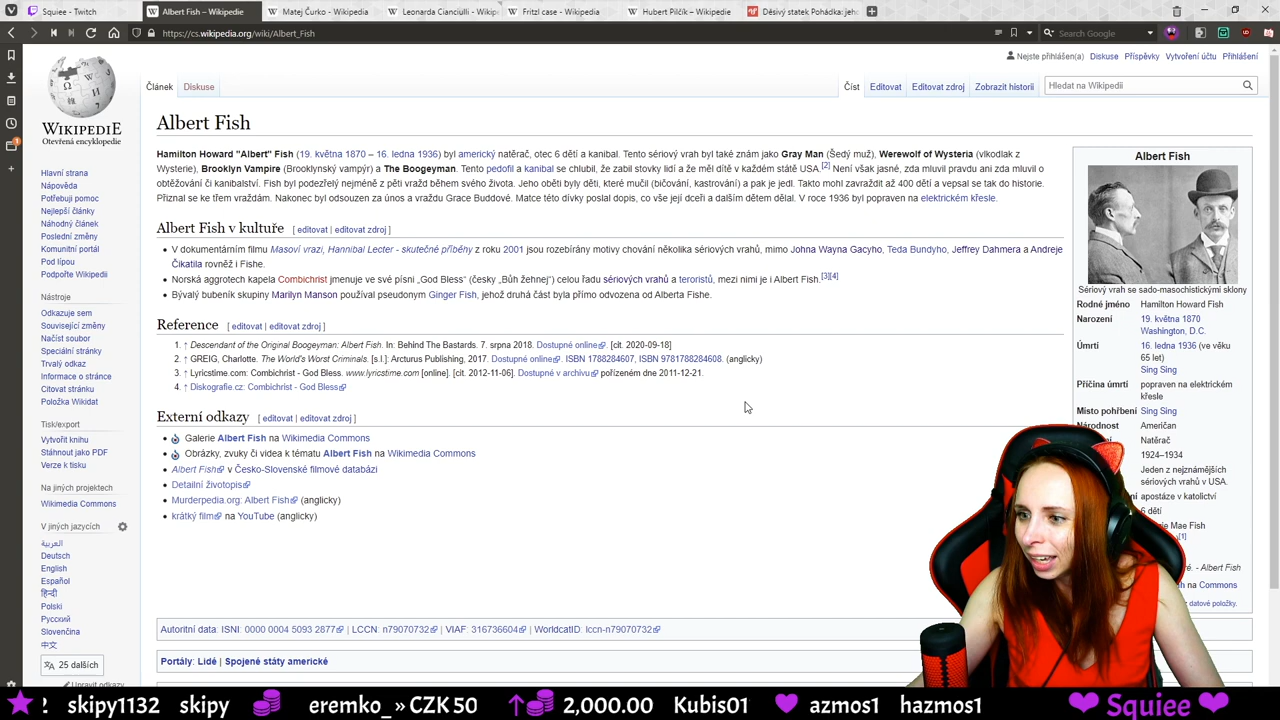 Squiee - Twitch
Albert Fish – Wikipedie
Matej Čurko - Wikipedia
Leonarda Cianciulli - Wikipe
Fritzl case - Wikipedia
Hubert Pilčík – Wikipedie
Děsivý statek Pohádka: jeh
https://cs.wikipedia.org/wiki/Albert_Fish
Search Google
Nejste přihlášen(a) Diskuse Příspěvky Vytvoření účtu Přihlášení
Článek Diskuse
Číst Editovat Editovat zdroj Zobrazit historii
Hledat na Wikipedii
WIKIPEDIE
Otevřená encyklopedie
Hlavní strana
Nápověda
Potřebuji pomoc
Nejlepší články
Náhodný článek
Poslední změny
Komunitní portál
Pod lípou
Podpořte Wikipedii
Nástroje
Odkazuje sem
Související změny
Načíst soubor
Speciální stránky
Trvalý odkaz
Informace o stránce
Citovat stránku
Položka Wikidat
Tisk/export
Vytvořit knihu
Stáhnout jako PDF
Verze k tisku
Na jiných projektech
Wikimedia Commons
V jiných jazycích
العربية
Deutsch
English
Español
हिन्दी
Polski
Русский
Slovenčina
中文
25 dalších
Upravit odkazy
Albert Fish
Hamilton Howard "Albert" Fish (19. května 1870 – 16. ledna 1936) byl americký natěrač, otec 6 dětí a kanibal. Tento sériový vrah byl také znám jako Gray Man (Šedý muž), Werewolf of Wysteria (vlkodlak z
Wysterie), Brooklyn Vampire (Brooklynský vampýr) a The Boogeyman. Tento pedofil a kanibal se chlubil, že zabil stovky lidí a že měl dítě v každém státě USA.[2] Není však jasné, zda mluvil pravdu ani zda mluvil o
obtěžování či kanibalství. Fish byl podezřelý nejméně z pěti vražd během svého života. Jeho oběti byly děti, které mučil (bičování, kastrování) a pak je jedl. Takto mohl zavraždit až 400 dětí a vepsal se tak do historie.
Přiznal se ke třem vraždám. Nakonec byl odsouzen za únos a vraždu Grace Buddové. Matce této dívky poslal dopis, co vše její dceři a dalším dětem dělal. V roce 1936 byl popraven na elektrickém křesle.
Albert Fish v kultuře [ editovat | editovat zdroj ]
V dokumentárním filmu Masoví vrazi, Hannibal Lecter - skutečné příběhy z roku 2001 jsou rozebírány motivy chování několika sériových vrahů, mimo Johna Wayna Gacyho, Teda Bundyho, Jeffrey Dahmera a Andreje
Čikatila rovněž i Fishe.
Norská aggrotech kapela Combichrist jmenuje ve své písni „God Bless“ (česky „Bůh žehnej“) celou řadu sériových vrahů a teroristů, mezi nimi je i Albert Fish.[3][4]
Bývalý bubeník skupiny Marilyn Manson používal pseudonym Ginger Fish, jehož druhá část byla přímo odvozena od Alberta Fishe.
Reference [ editovat | editovat zdroj ]
1. ↑ Descendant of the Original Boogeyman: Albert Fish. In: Behind The Bastards. 7. srpna 2018. Dostupné online. [cit. 2020-09-18]
2. ↑ GREIG, Charlotte. The World's Worst Criminals. [s.l.]: Arcturus Publishing, 2017. Dostupné online. ISBN 1788284607, ISBN 9781788284608. (anglicky)
3. ↑ Lyricstime.com: Combichrist - God Bless. www.lyricstime.com [online]. [cit. 2012-11-06]. Dostupné v archivu pořízeném dne 2011-12-21.
4. ↑ Diskografie.cz: Combichrist - God Bless
Externí odkazy [ editovat | editovat zdroj ]
Galerie Albert Fish na Wikimedia Commons
Obrázky, zvuky či videa k tématu Albert Fish na Wikimedia Commons
Albert Fish v Česko-Slovenské filmové databázi
Detailní životopis
Murderpedia.org: Albert Fish (anglicky)
krátký film na YouTube (anglicky)
Autoritní data: ISNI: 0000 0004 5093 2877 | LCCN: n79070732 | VIAF: 316736604 | WorldcatID: lccn-n79070732
Portály: Lidé | Spojené státy americké
Albert Fish
Sériový vrah se sado-masochistickými sklony
Rodné jméno Hamilton Howard Fish
Narození 19. května 1870
Washington, D.C.
Úmrtí 16. ledna 1936 (ve věku
65 let)
Sing Sing
Příčina úmrtí popraven na elektrickém
křesle
Místo pohřbení Sing Sing
Národnost Američan
Natěrač
1924–1934
Jeden z nejznámějších
sériových vrahů v USA.
apostáze v katolictví
6 dětí
Mae Fish
[1]
- Albert Fish
na Commons
datové položky.
skipy1132 skipy eremko_ » CZK 50 2,000.00 Kubis01 azmos1 hazmos1 Squiee